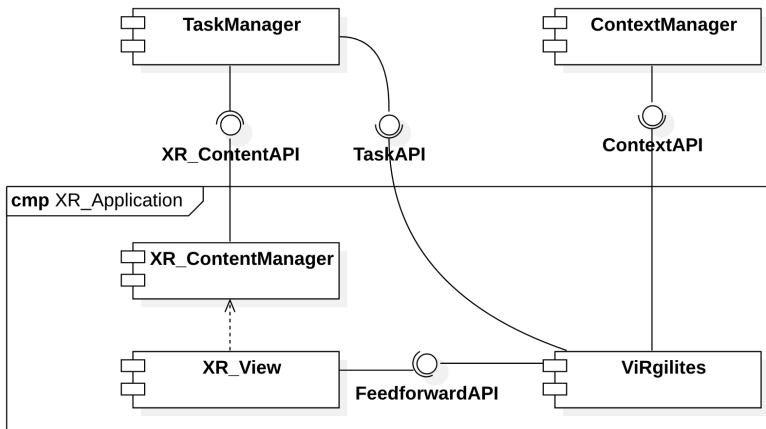 TaskManager
ContextManager
XR_ContentAPI
TaskAPI
ContextAPI
cmp XR_Application
XR_ContentManager
XR_View
ViRgilites
FeedforwardAPI